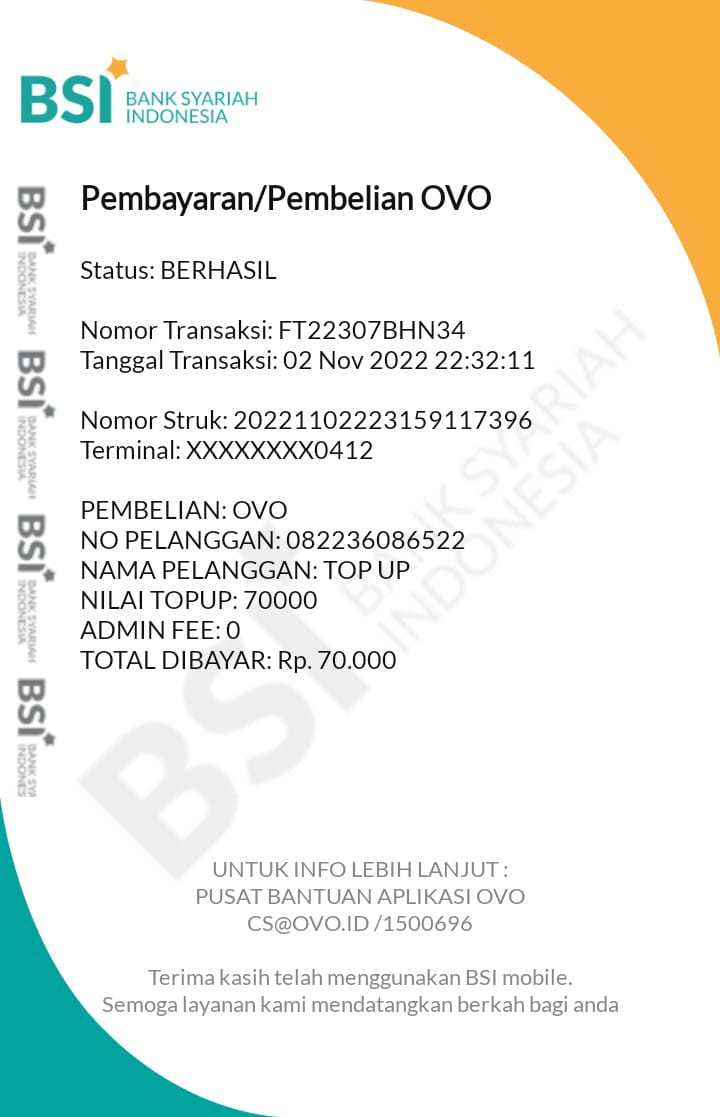 BSI BANK SYARIAH
INDONESIA
Pembayaran/Pembelian OVO
Status: BERHASIL
Nomor Transaksi: FT22307BHN34
Tanggal Transaksi: 02 Nov 2022 22:32:11
Nomor Struk: 20221102223159117396
Terminal: XXXXXXXX0412
PEMBELIAN: OVO
NO PELANGGAN: 082236086522
NAMA PELANGGAN: TOP UP
NILAI TOPUP: 70000
ADMIN FEE: 0
TOTAL DIBAYAR: Rp. 70.000
BSI BANK SYARIAH
INDONESIA
BSI BANK SYARIAH
INDONESIA
BSI BANK SYARIAH
INDONESIA
BSI BANK SYA
INDONES
BSI BANK SYARIAH
INDONESIA
UNTUK INFO LEBIH LANJUT :
PUSAT BANTUAN APLIKASI OVO
CS@OVO.ID /1500696
Terima kasih telah menggunakan BSI mobile.
Semoga layanan kami mendatangkan berkah bagi anda